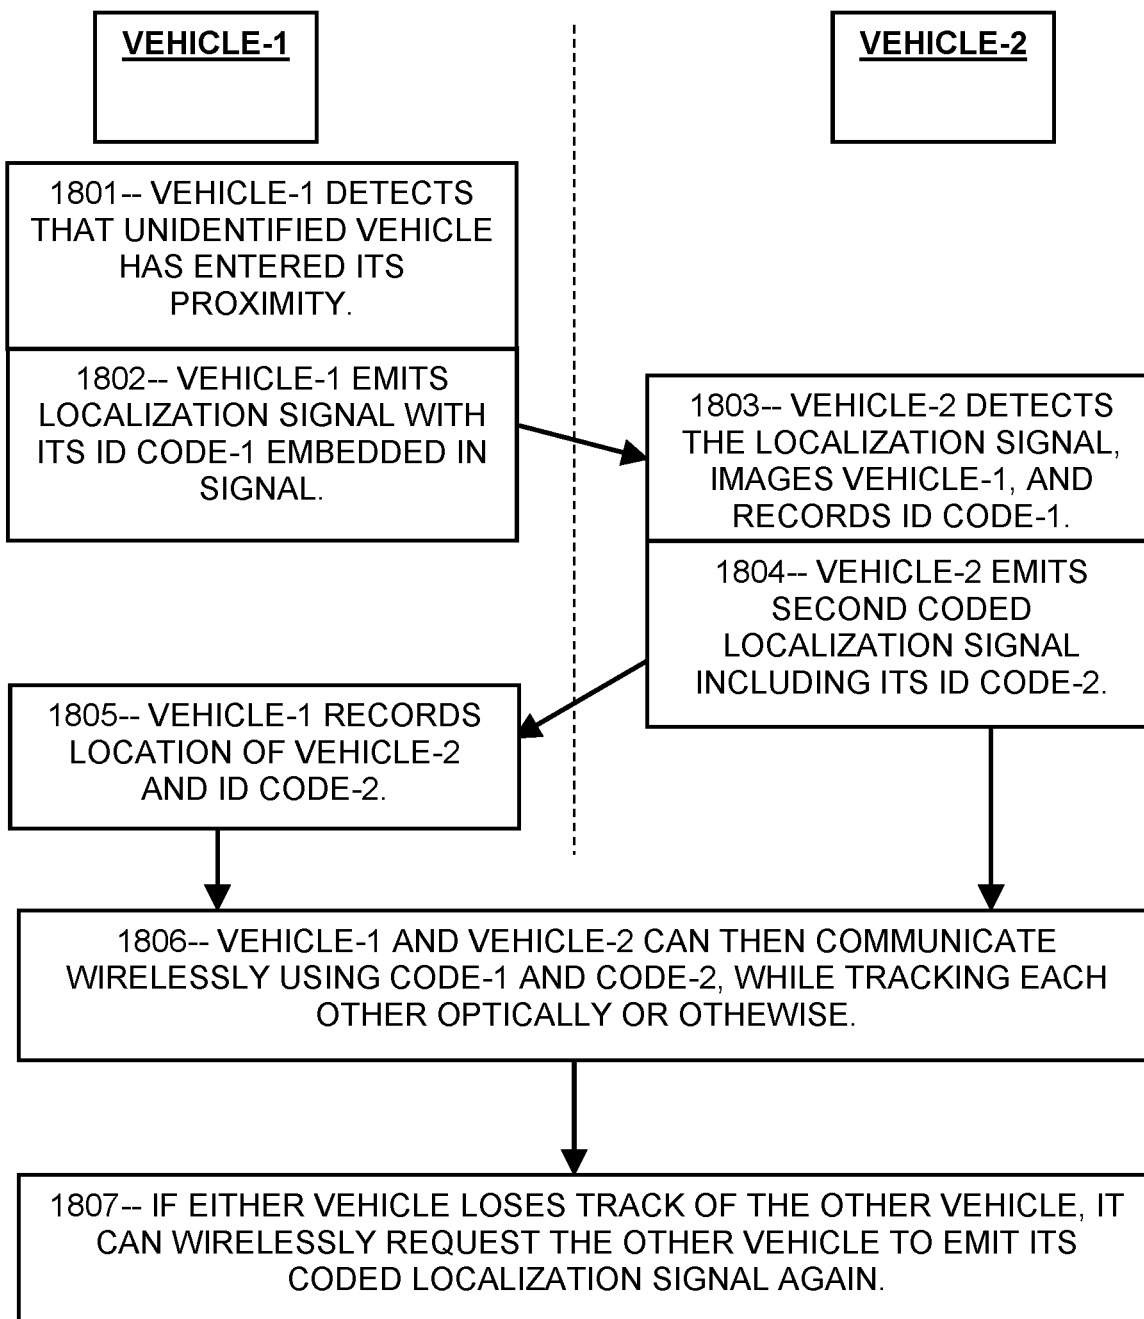 VEHICLE-1
VEHICLE-2
1801-- VEHICLE-1 DETECTS
THAT UNIDENTIFIED VEHICLE
HAS ENTERED ITS
PROXIMITY.
1802-- VEHICLE-1 EMITS
LOCALIZATION SIGNAL WITH
ITS ID CODE-1 EMBEDDED IN
SIGNAL.
1803-- VEHICLE-2 DETECTS
THE LOCALIZATION SIGNAL,
IMAGES VEHICLE-1, AND
RECORDS ID CODE-1.
1804-- VEHICLE-2 EMITS
SECOND CODED
LOCALIZATION SIGNAL
INCLUDING ITS ID CODE-2.
1805-- VEHICLE-1 RECORDS
LOCATION OF VEHICLE-2
AND ID CODE-2.
1806-- VEHICLE-1 AND VEHICLE-2 CAN THEN COMMUNICATE
WIRELESSLY USING CODE-1 AND CODE-2, WHILE TRACKING EACH
OTHER OPTICALLY OR OTHEWISE.
1807-- IF EITHER VEHICLE LOSES TRACK OF THE OTHER VEHICLE, IT
CAN WIRELESSLY REQUEST THE OTHER VEHICLE TO EMIT ITS
CODED LOCALIZATION SIGNAL AGAIN.